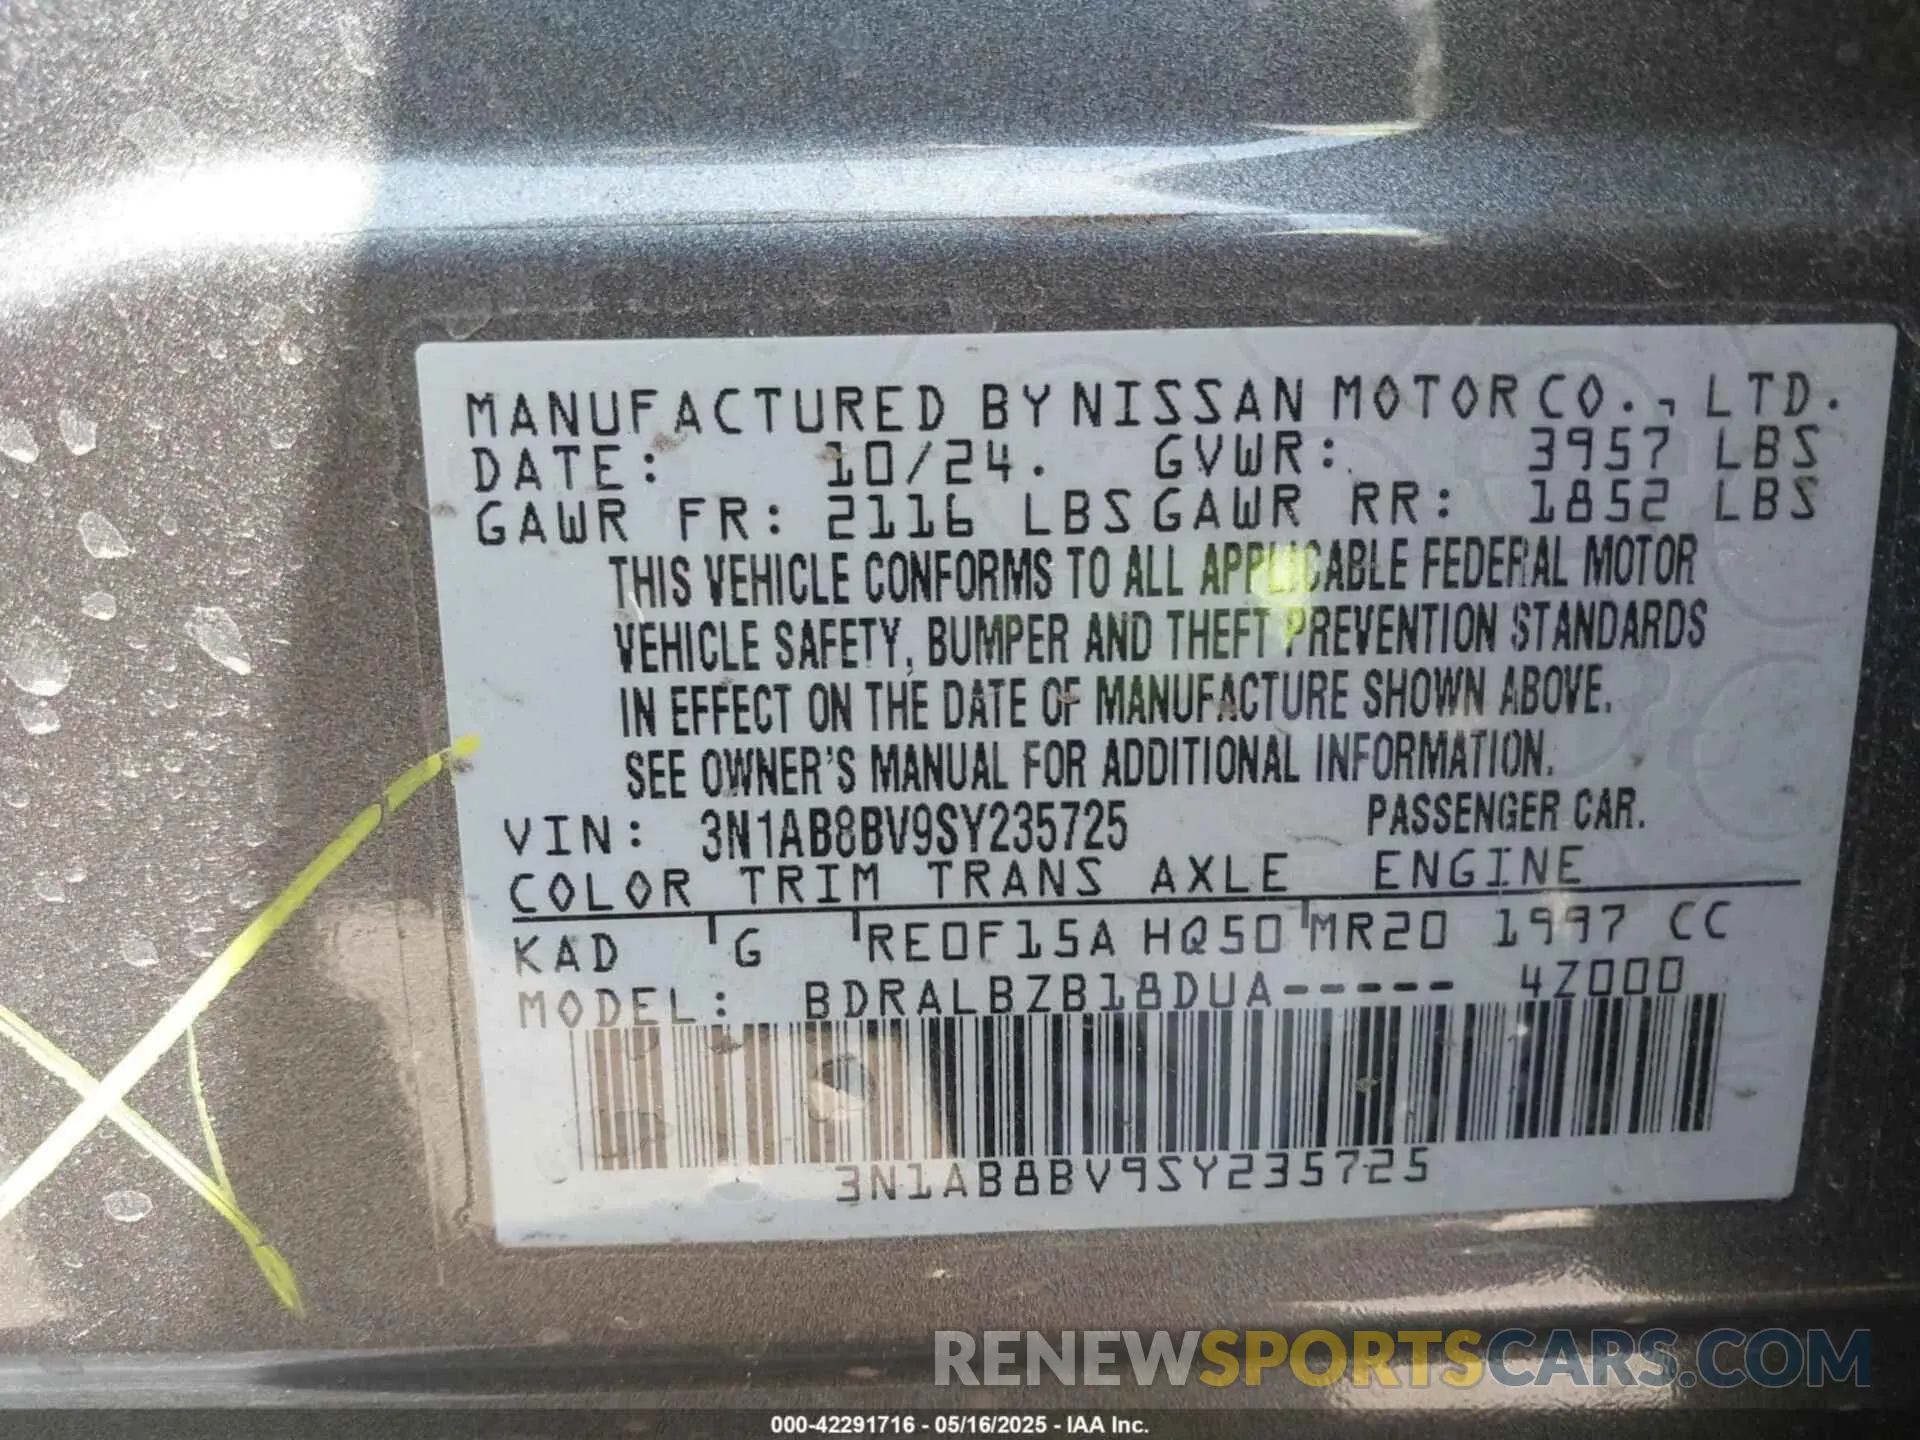 MANUFACTURED BY NISSAN MOTOR CO., LTD.
DATE: 10/24. GVWR: 3957 LBS
GAWR FR: 2116 LBS GAWR RR: 1852 LBS
THIS VEHICLE CONFORMS TO ALL APPLICABLE FEDERAL MOTOR
VEHICLE SAFETY, BUMPER AND THEFT PREVENTION STANDARDS
IN EFFECT ON THE DATE OF MANUFACTURE SHOWN ABOVE.
SEE OWNER'S MANUAL FOR ADDITIONAL INFORMATION.
VIN: 3N1AB8BV9SY235725 PASSENGER CAR.
COLOR TRIM TRANS AXLE ENGINE
KAD G RE0F15A HQ50 MR20 1997 CC
MODEL: BDRALBZB18DUA----- 4Z000
3N1AB8BV9SY235725
RENEWSPORTSCARS.COM
000-42291716 - 05/16/2025 - IAA Inc.